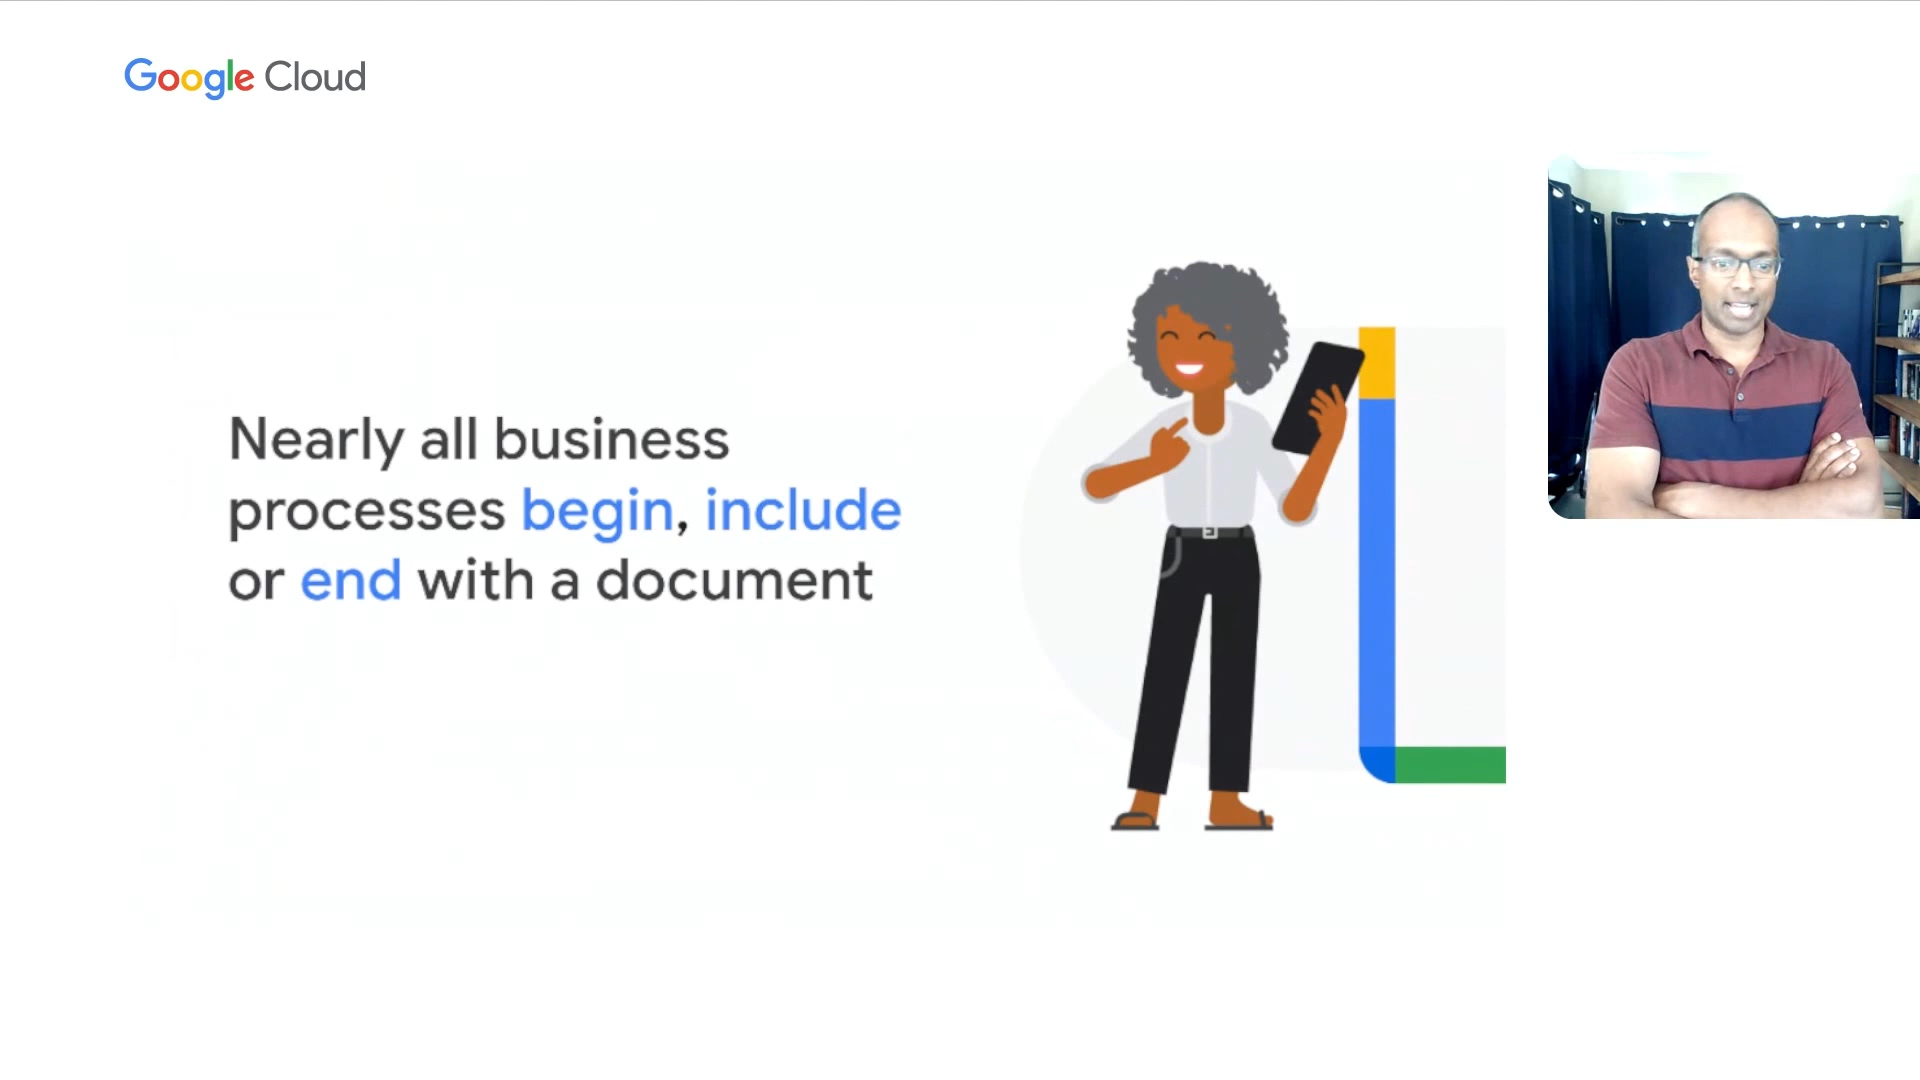 Google Cloud
Nearly all business
processes begin, include
or end with a document